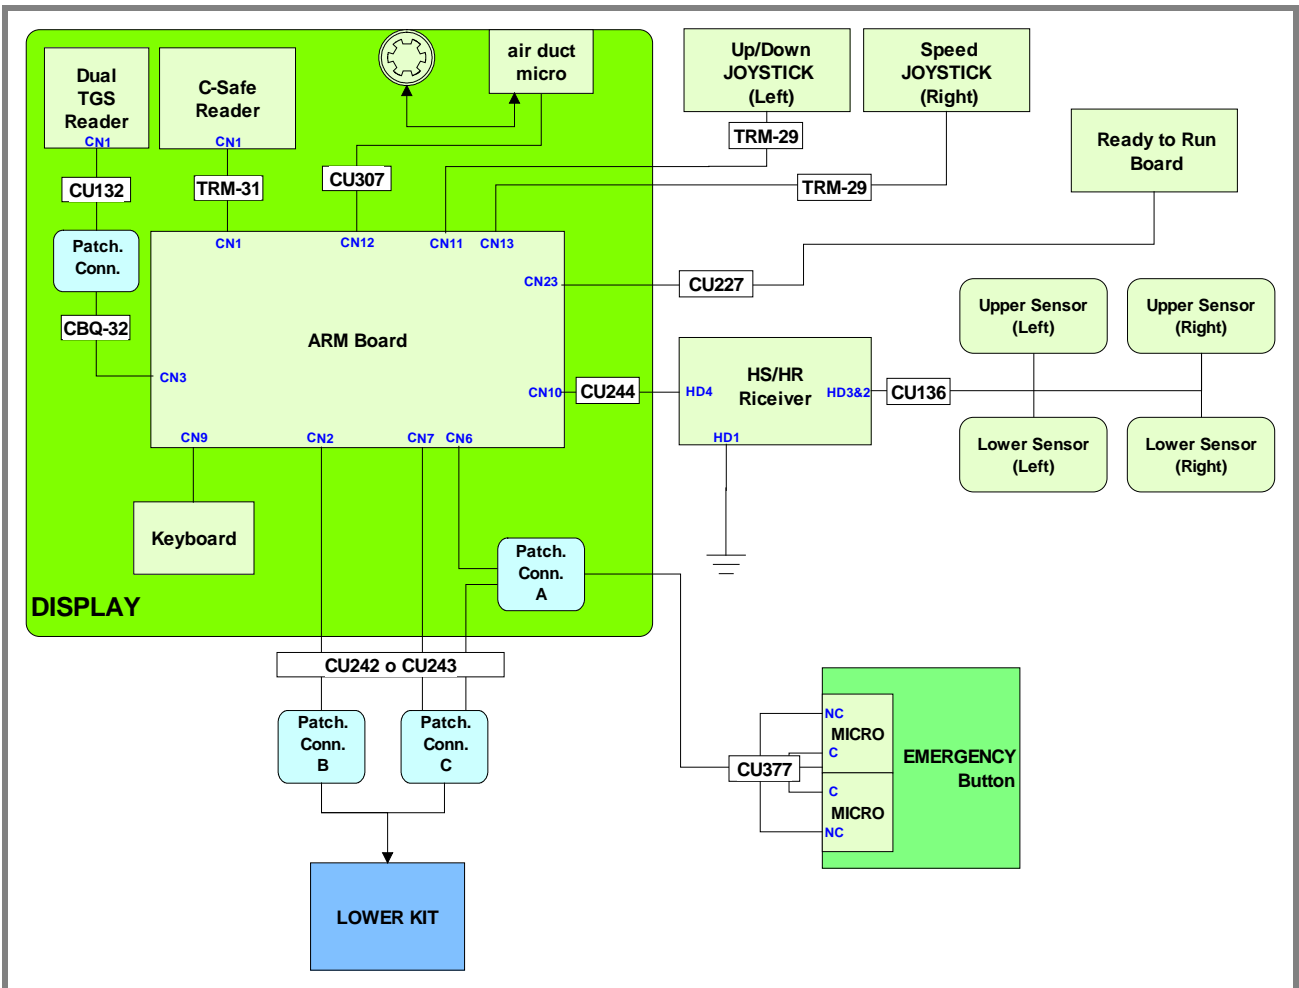 Dual
TGS
Reader
CN1
C-Safe
Reader
CN1
air duct
micro
Up/Down
JOYSTICK
(Left)
Speed
JOYSTICK
(Right)
Ready to Run
Board
TRM-29
TRM-29
CU132
TRM-31
CU307
Patch.
Conn.
CBQ-32
CN1
CN12
CN11
CN13
CN23
CU227
ARM Board
CN3
CN10
CU244
HS/HR
Riceiver
HD4
HD3&2
HD1
CU136
Upper Sensor
(Left)
Upper Sensor
(Right)
Lower Sensor
(Left)
Lower Sensor
(Right)
CN9
CN2
CN7
CN6
Keyboard
Patch.
Conn.
A
DISPLAY
CU242 o CU243
Patch.
Conn.
B
Patch.
Conn.
C
LOWER KIT
CU377
NC
MICRO
C
C
MICRO
NC
EMERGENCY
Button